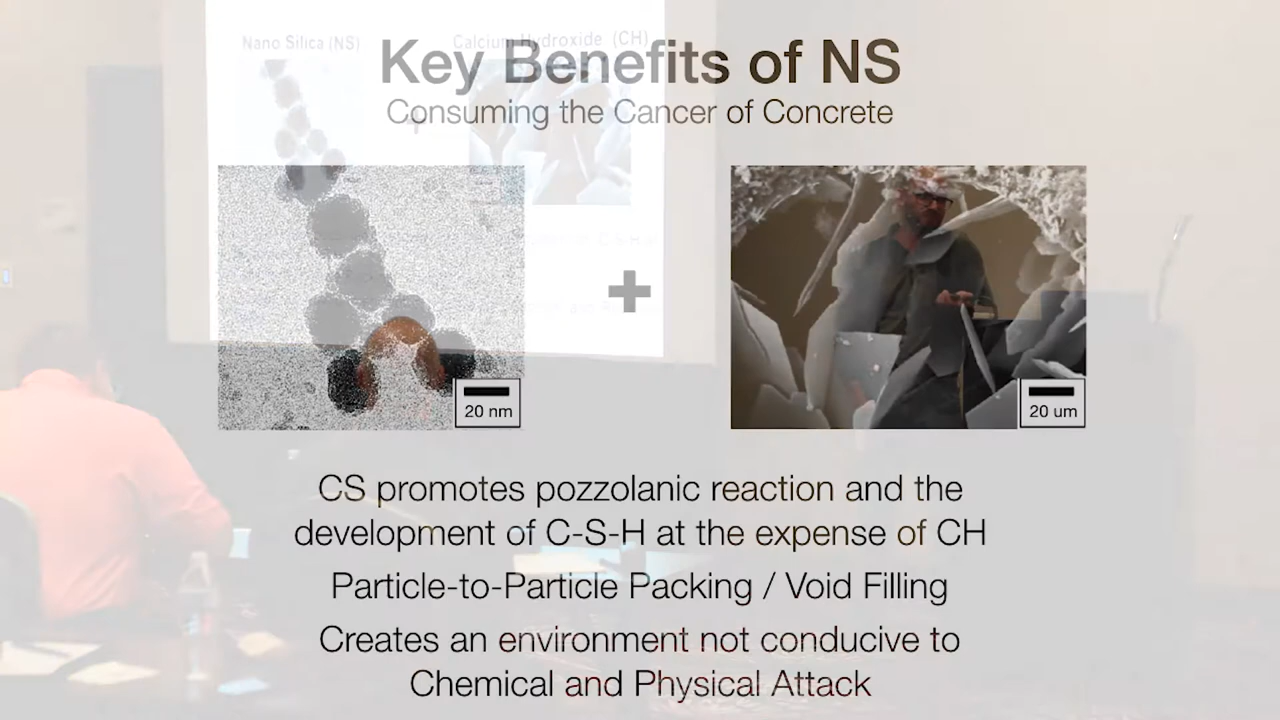 Nano Silica (NS)
Calcium Hydroxide (CH)
Key Benefits of NS
Consuming the Cancer of Concrete
+
+
20 nm
20 um
CS promotes pozzolanic reaction and the
development of C-S-H at the expense of CH
Particle-to-Particle Packing / Void Filling
Creates an environment not conducive to
Chemical and Physical Attack